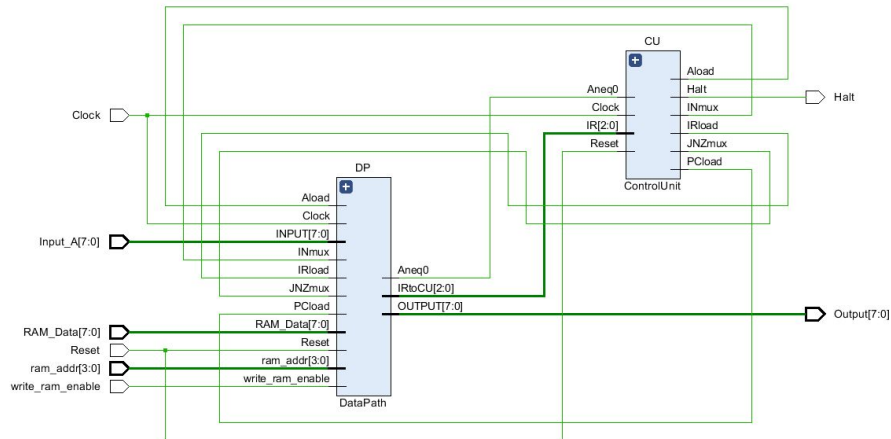 CU
Aload
Aneq0
Halt
Halt
Clock
Clock
INmux
IR[2:0]
IRload
Reset
JNZmux
PCload
ControlUnit
DP
Aload
Clock
Input_A[7:0]
INPUT[7:0]
INmux
IRload
Aneq0
JNZmux
IRtoCU[2:0]
PCload
OUTPUT[7:0]
Output[7:0]
RAM_Data[7:0]
RAM_Data[7:0]
Reset
Reset
ram_addr[3:0]
ram_addr[3:0]
write_ram_enable
write_ram_enable
DataPath